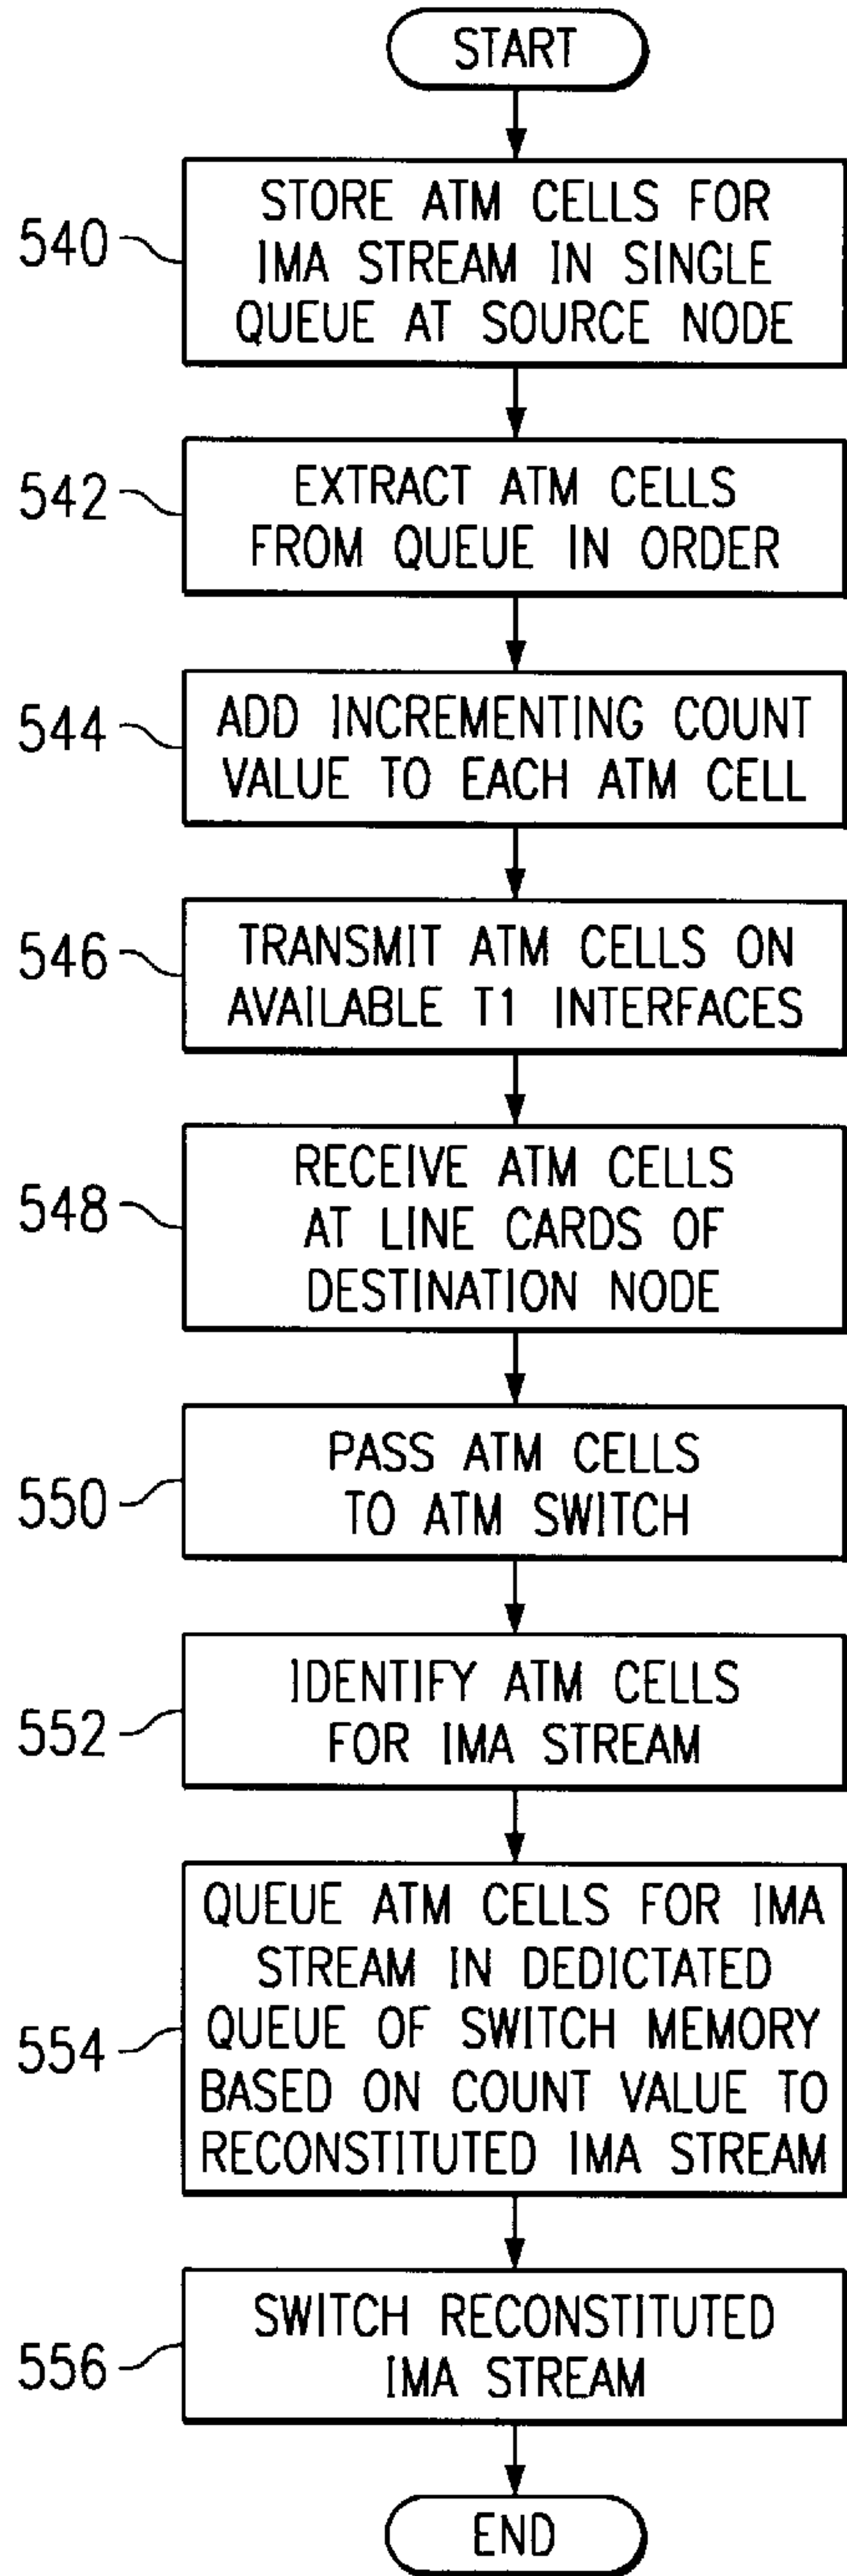 START
540
STORE ATM CELLS FOR
IMA STREAM IN SINGLE
QUEUE AT SOURCE NODE
542
EXTRACT ATM CELLS
FROM QUEUE IN ORDER
544
ADD INCREMENTING COUNT
VALUE TO EACH ATM CELL
546
TRANSMIT ATM CELLS ON
AVAILABLE T1 INTERFACES
548
RECEIVE ATM CELLS
AT LINE CARDS OF
DESTINATION NODE
550
PASS ATM CELLS
TO ATM SWITCH
552
IDENTIFY ATM CELLS
FOR IMA STREAM
554
QUEUE ATM CELLS FOR IMA
STREAM IN DEDICTATED
QUEUE OF SWITCH MEMORY
BASED ON COUNT VALUE TO
RECONSTITUTED IMA STREAM
556
SWITCH RECONSTITUTED
IMA STREAM
END